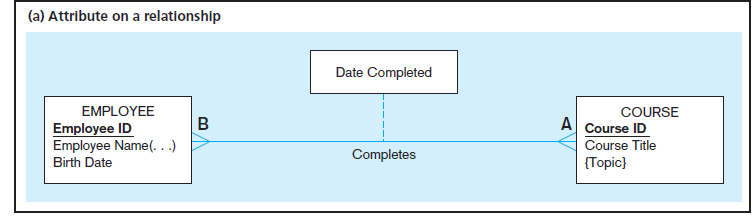 (a) Attribute on a relationship
Date Completed
EMPLOYEE
Employee ID
Employee Name(. . .)
Birth Date
B
A
COURSE
Course ID
Course Title
{Topic}
Completes